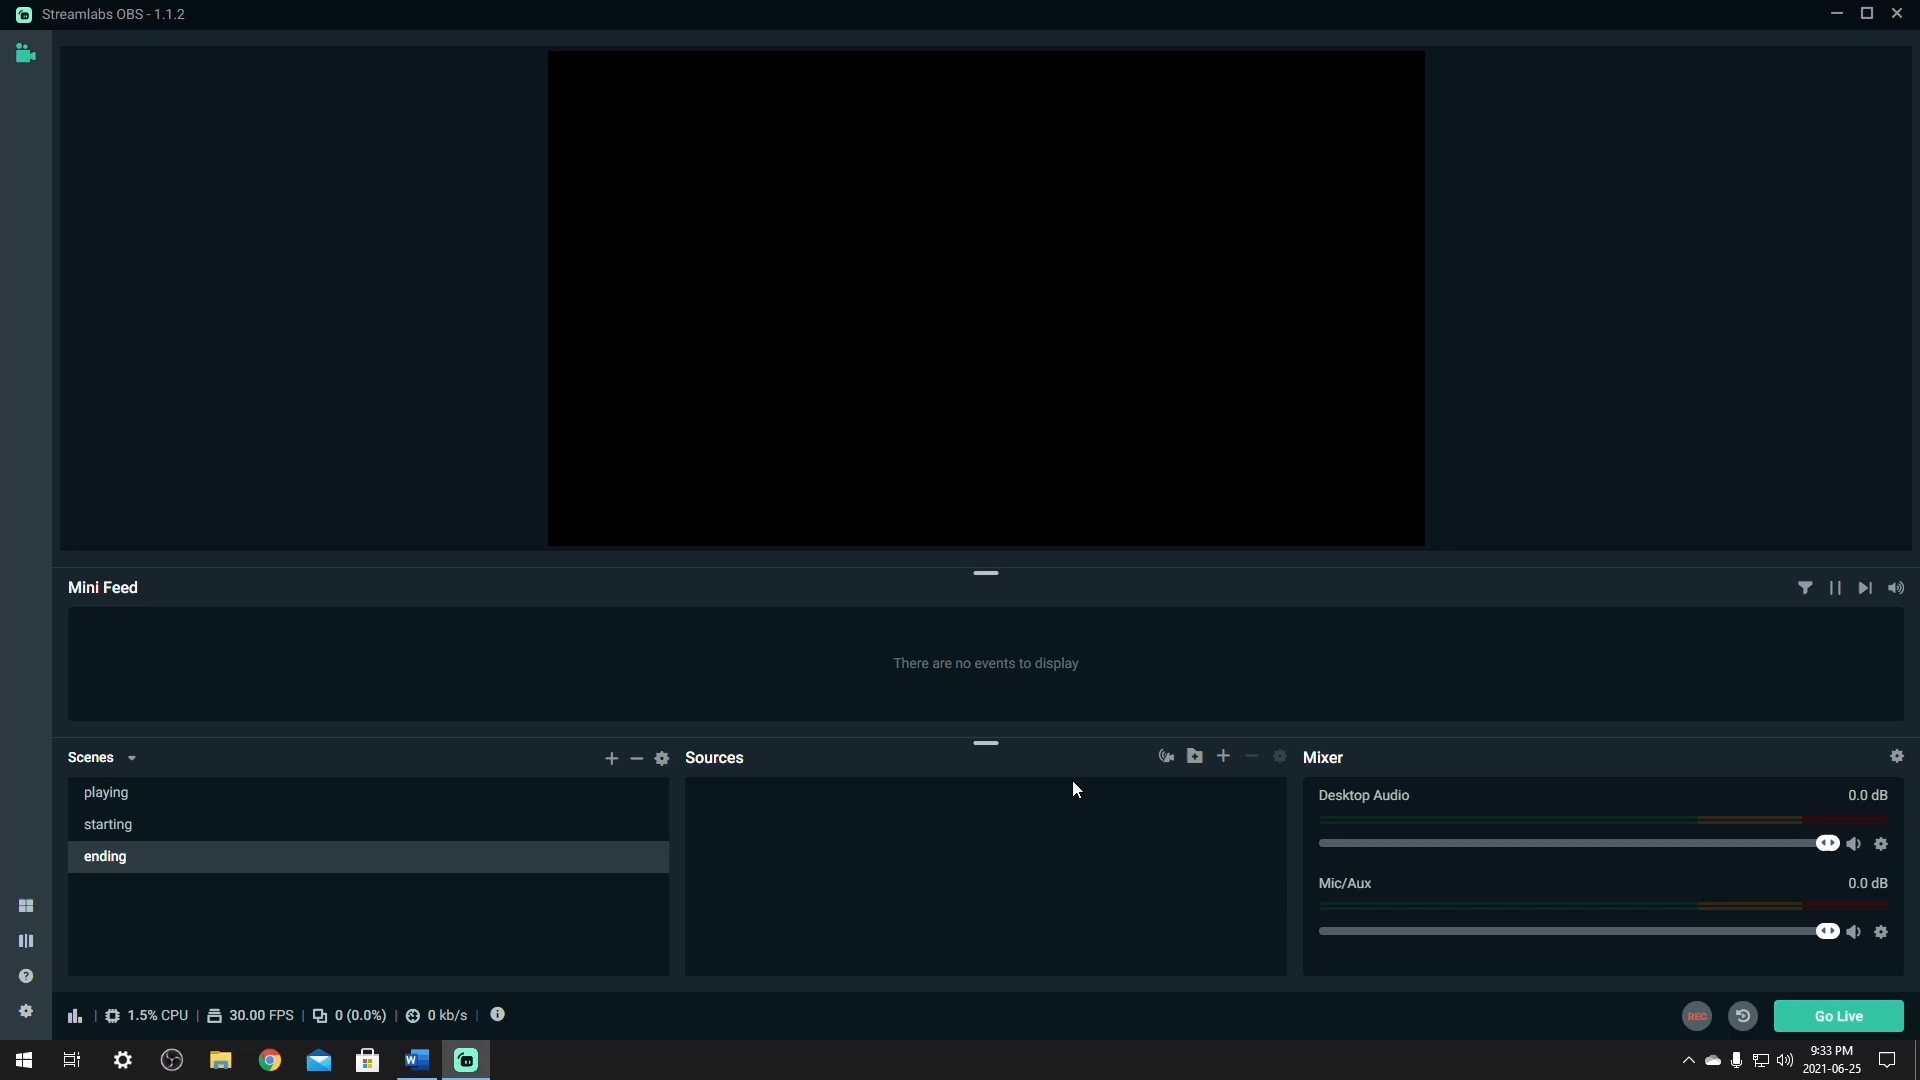 Streamlabs OBS - 1.1.2
Mini Feed
There are no events to display
Scenes
playing
starting
ending
Sources
Mixer
Desktop Audio 0.0 dB
Mic/Aux 0.0 dB
1.5% CPU 30.00 FPS 0 (0.0%) 0 kb/s
REC
Go Live
9:33 PM
2021-06-25